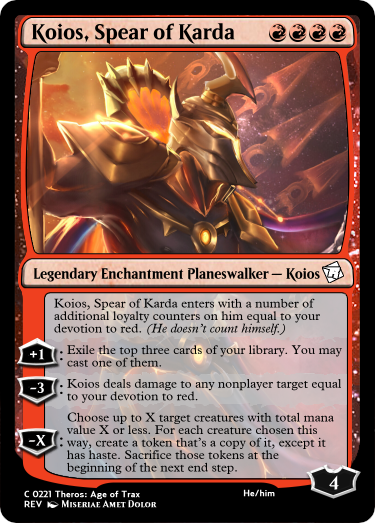 Koios, Spear of Karda
Legendary Enchantment Planeswalker — Koios
Koios, Spear of Karda enters with a number of
additional loyalty counters on him equal to your
devotion to red. (He doesn't count himself.)
+1: Exile the top three cards of your library. You may
cast one of them.
-3: Koios deals damage to any nonplayer target equal
to your devotion to red.
Choose up to X target creatures with total mana
value X or less. For each creature chosen this
-X: way, create a token that's a copy of it, except it
has haste. Sacrifice those tokens at the
beginning of the next end step.
4
C 0221 Theros: Age of Trax He/him
REV Miseriae Amet Dolor